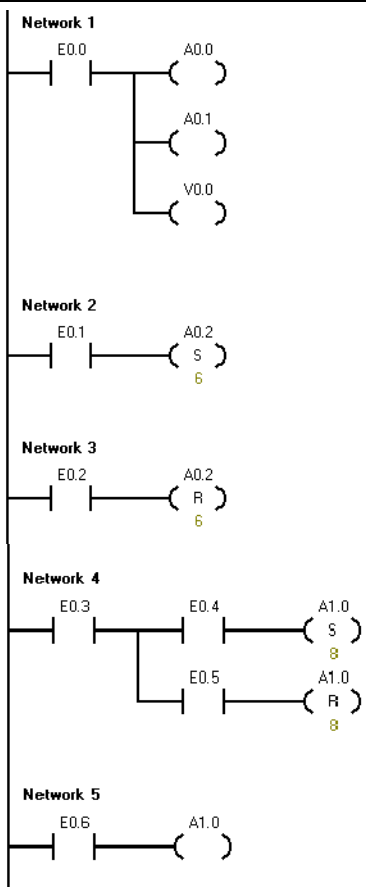 Network 1
E0.0 A0.0
A0.1
V0.0
Network 2
E0.1 A0.2
S
6
Network 3
E0.2 A0.2
R
6
Network 4
E0.3 E0.4 A1.0
S
8
E0.5 A1.0
R
8
Network 5
E0.6 A1.0